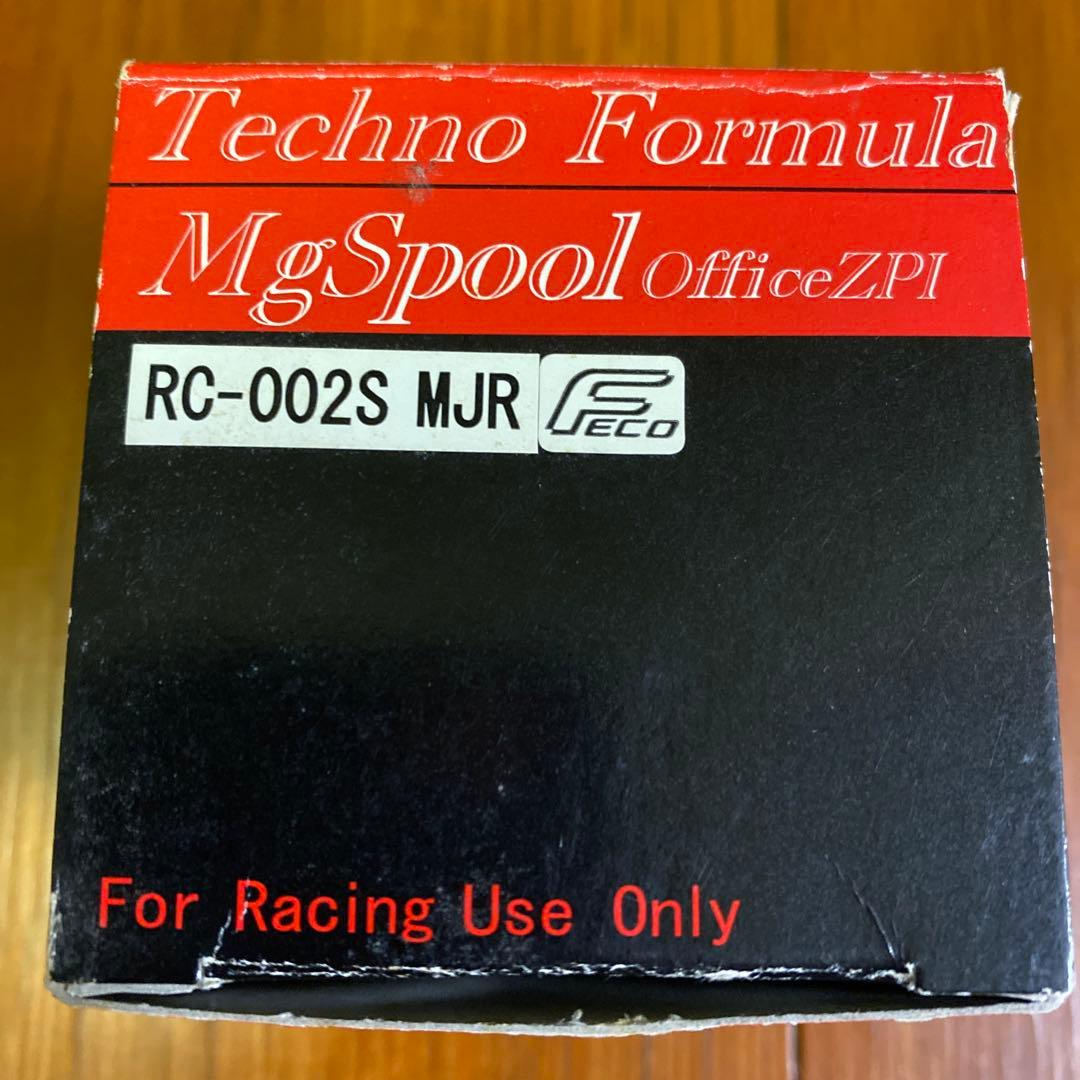 Techno Formula
MgSpool OfficeZPI
RC-002S MJR
FECO
For Racing Use Only